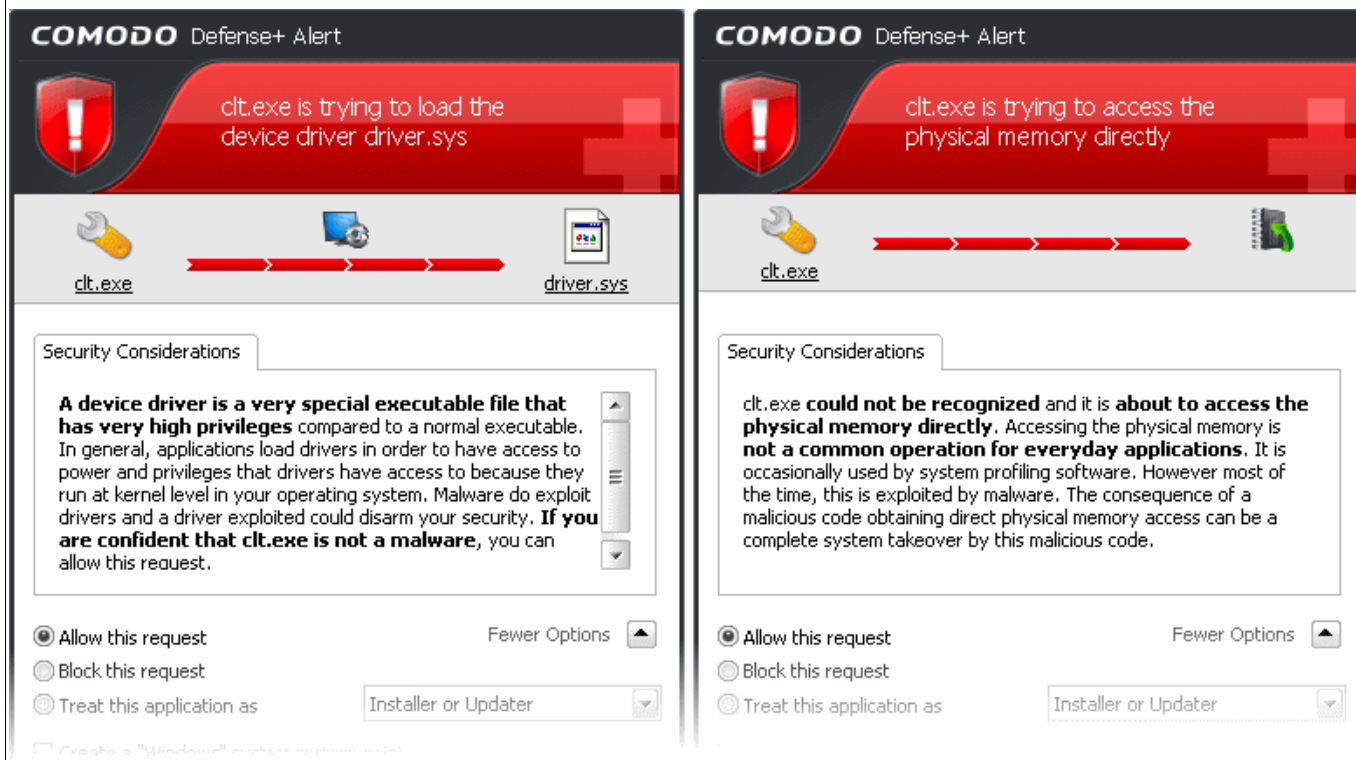 COMODO Defense+ Alert
clt.exe is trying to load the
device driver driver.sys
clt.exe
driver.sys
Security Considerations
A device driver is a very special executable file that
has very high privileges compared to a normal executable.
In general, applications load drivers in order to have access to
power and privileges that drivers have access to because they
run at kernel level in your operating system. Malware do exploit
drivers and a driver exploited could disarm your security. If you
are confident that clt.exe is not a malware, you can
allow this request.
Allow this request
Fewer Options
Block this request
Treat this application as
Installer or Updater
Create a "Windows" system
COMODO Defense+ Alert
clt.exe is trying to access the
physical memory directly
clt.exe
Security Considerations
clt.exe could not be recognized and it is about to access the
physical memory directly. Accessing the physical memory is
not a common operation for everyday applications. It is
occasionally used by system profiling software. However most of
the time, this is exploited by malware. The consequence of a
malicious code obtaining direct physical memory access can be a
complete system takeover by this malicious code.
Allow this request
Fewer Options
Block this request
Treat this application as
Installer or Updater